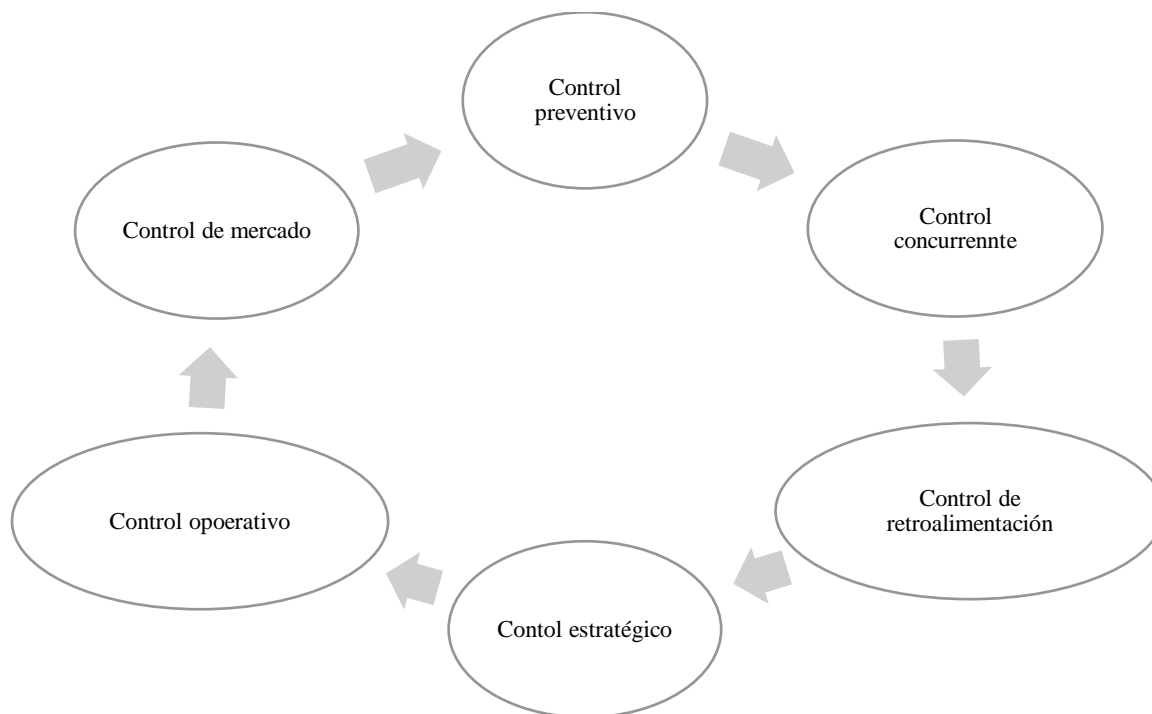 Control
preventivo
Control
concurrennte
Control de
retroalimentación
Contol estratégico
Control opoerativo
Control de mercado